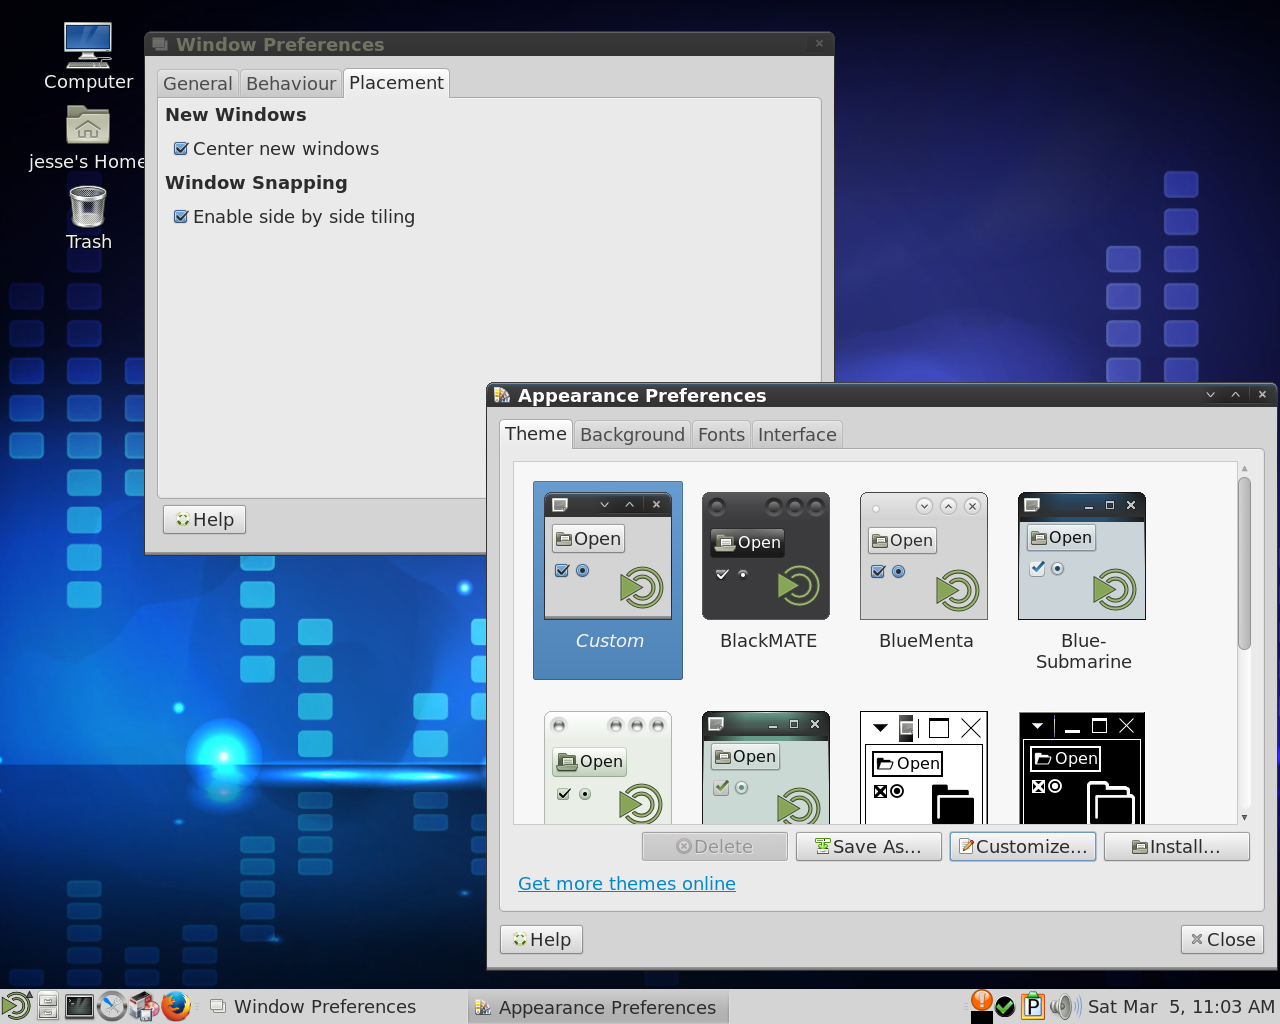 Computer
jesse's Home
Trash
Window Preferences
General Behaviour Placement
New Windows
Center new windows
Window Snapping
Enable side by side tiling
Help
Appearance Preferences
Theme Background Fonts Interface
Open Open Open Open
Custom BlackMATE BlueMenta Blue-
Submarine
Open Open Open Open
Delete Save As... Customize... Install...
Get more themes online
Help Close
Window Preferences Appearance Preferences P Sat Mar 5, 11:03 AM